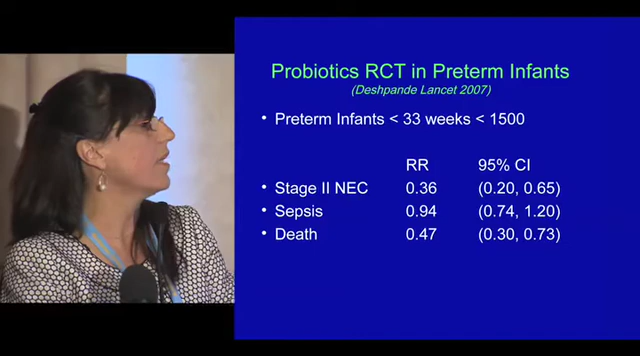 Probiotics RCT in Preterm Infants
(Deshpande Lancet 2007)
• Preterm Infants < 33 weeks < 1500
RR 95% CI
• Stage II NEC 0.36 (0.20, 0.65)
• Sepsis 0.94 (0.74, 1.20)
• Death 0.47 (0.30, 0.73)